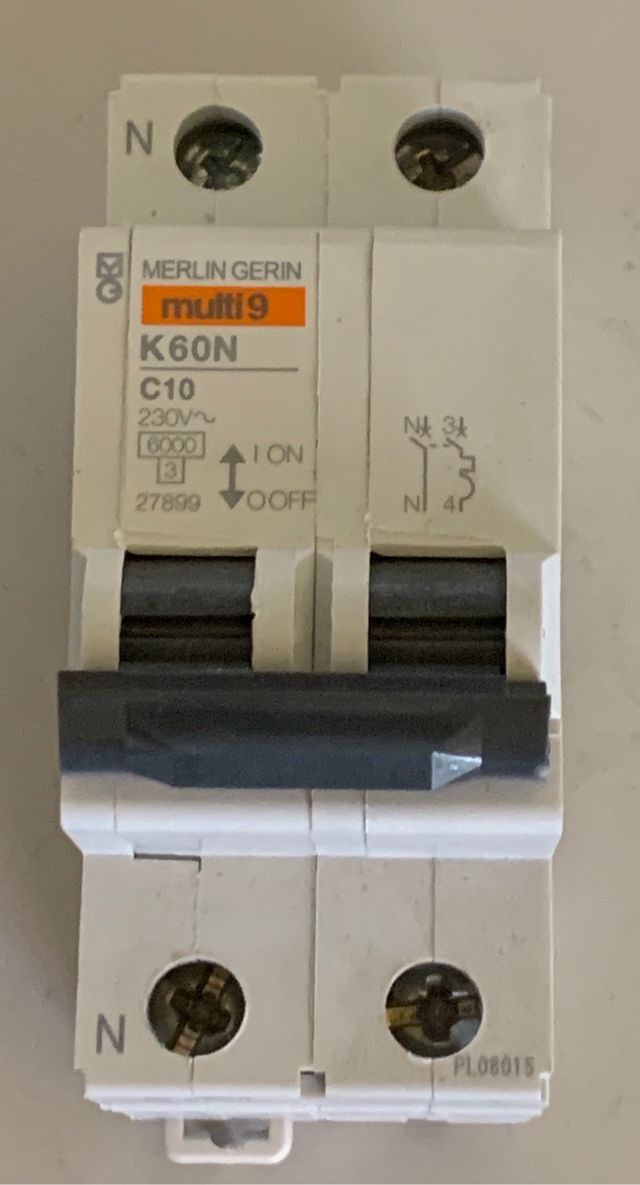 N
MERLIN GERIN
multi 9
K60N
C10
230V~
6000
3
I ON
27899
O OFF
N 3
N 4
N
PL08015